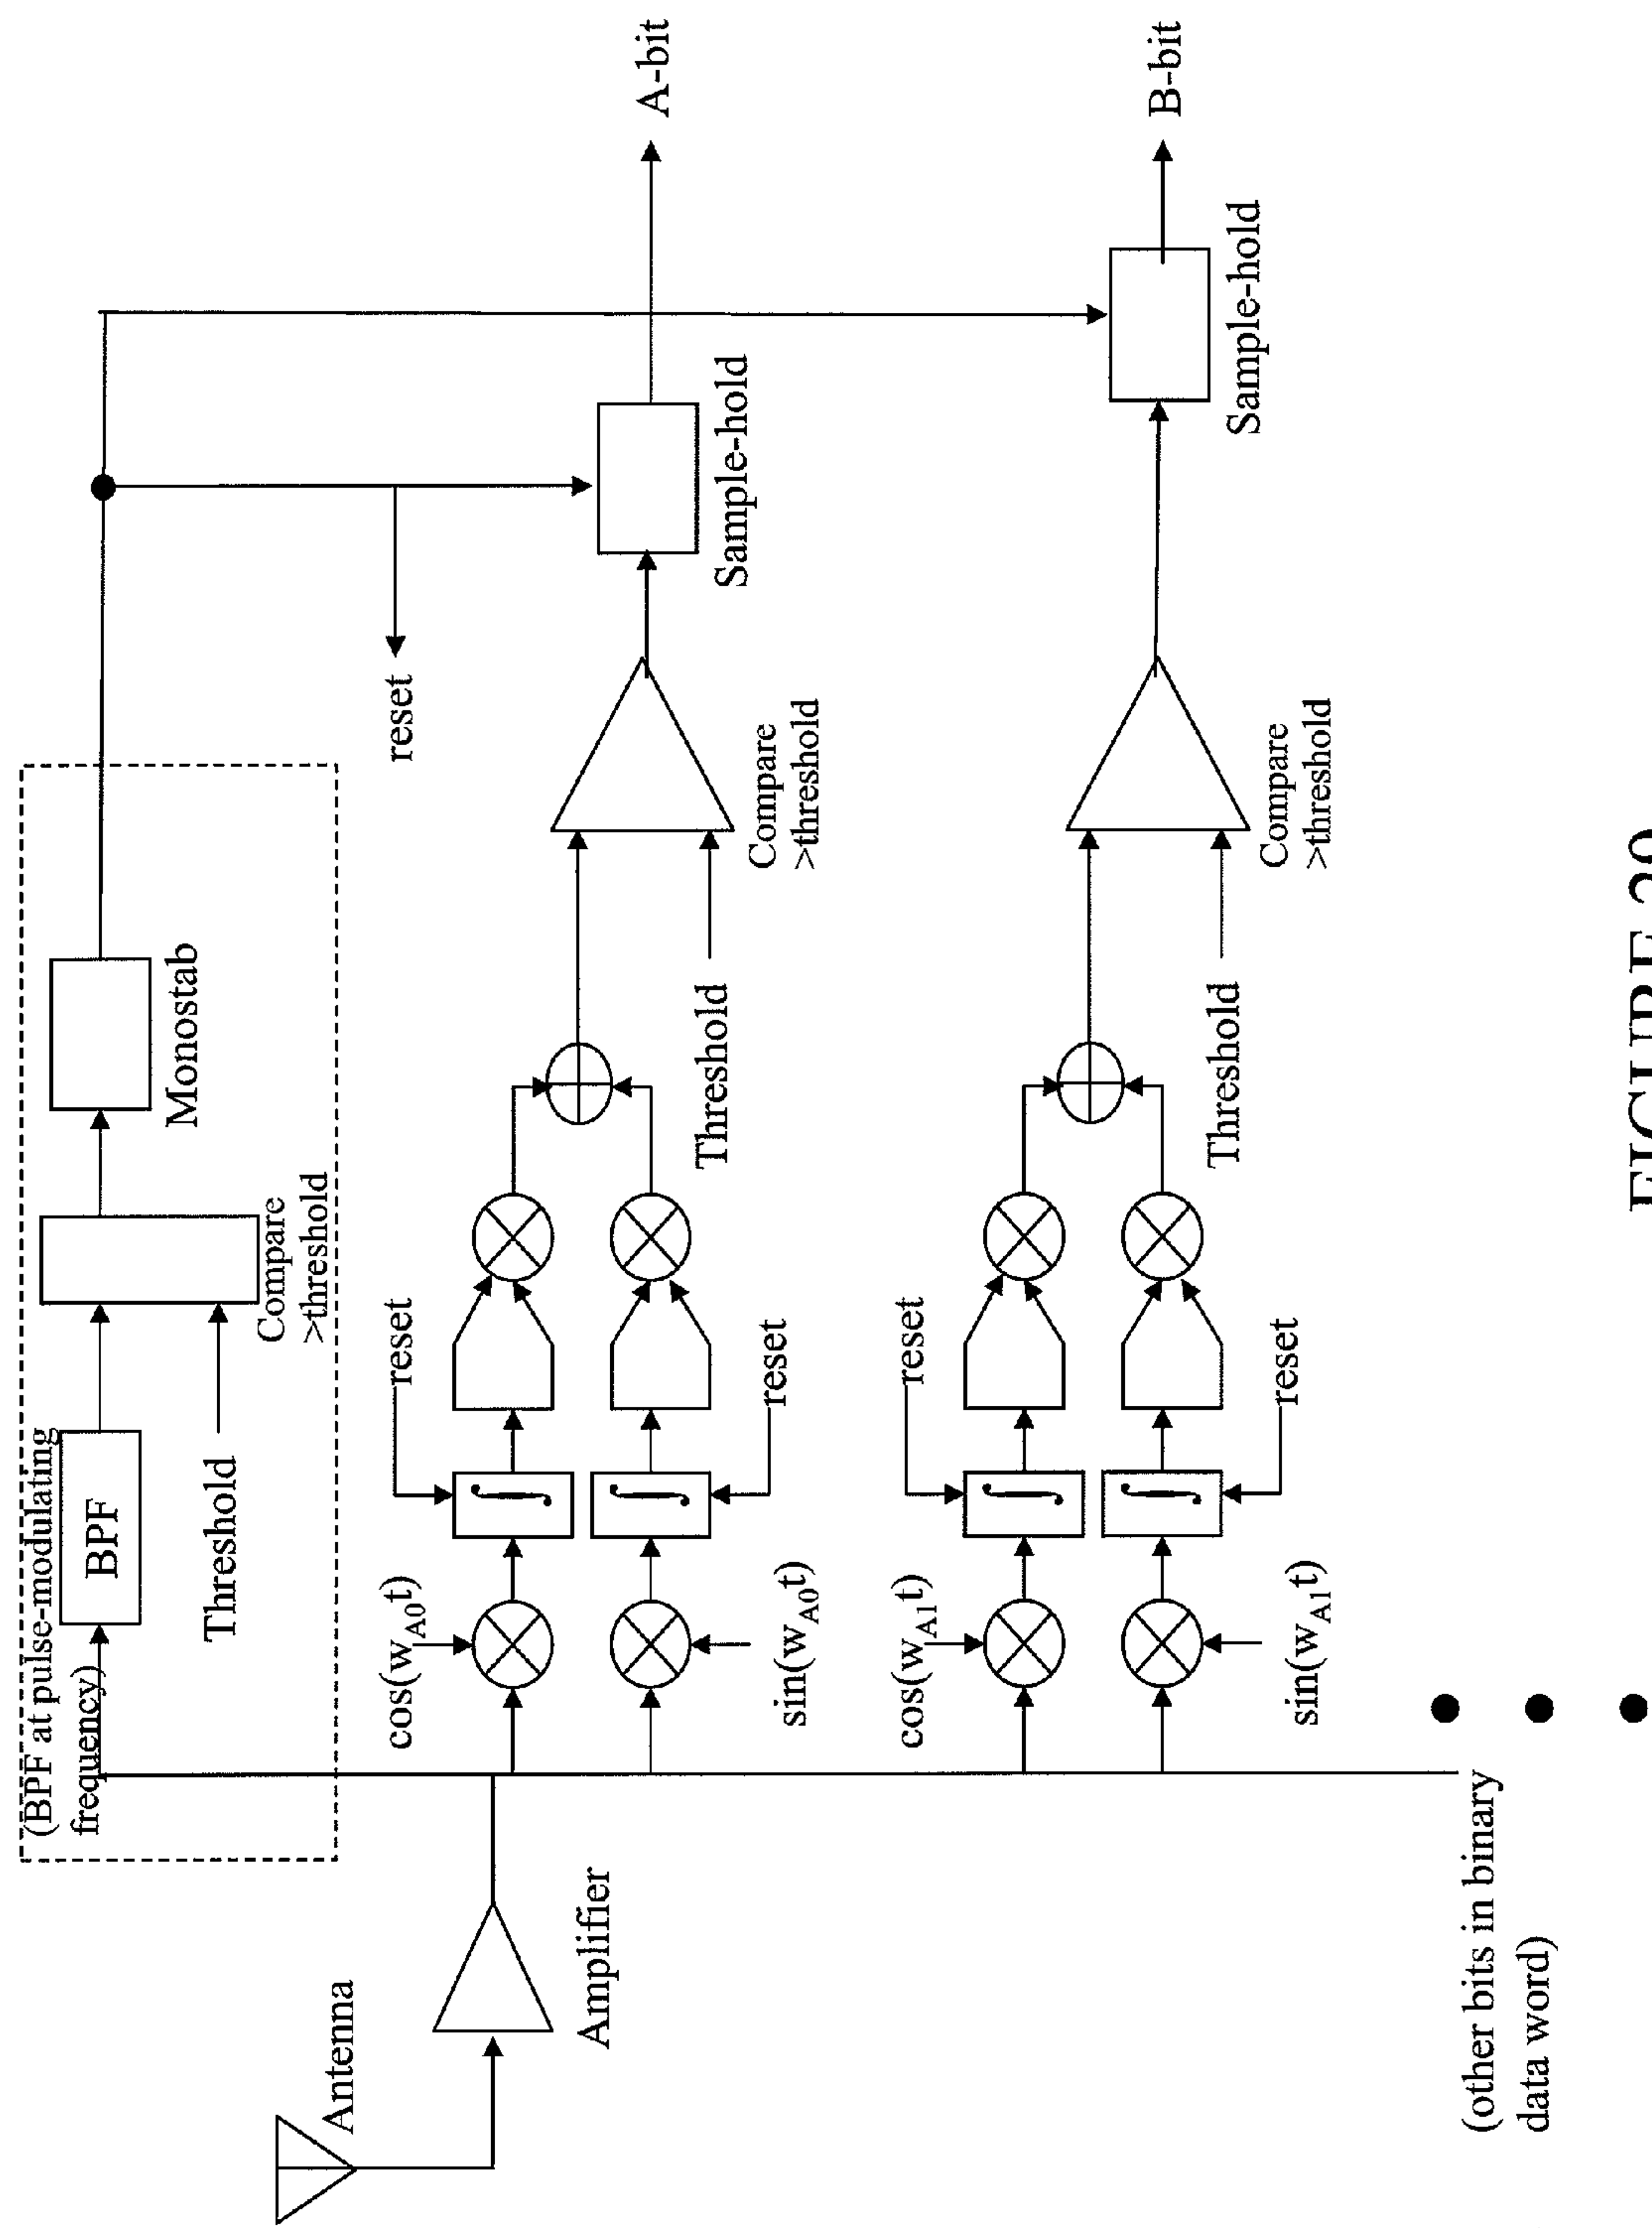 (BPF at pulse-modulating
frequency)
BPF
Threshold
Compare
>threshold
Monostab
reset
Antenna
Amplifier
cos(w_A0t)
reset
sin(w_A0t)
reset
Threshold
Compare
>threshold
Sample-hold
A-bit
cos(w_A1t)
reset
sin(w_A1t)
reset
Threshold
Compare
>threshold
Sample-hold
B-bit
(other bits in binary
data word)